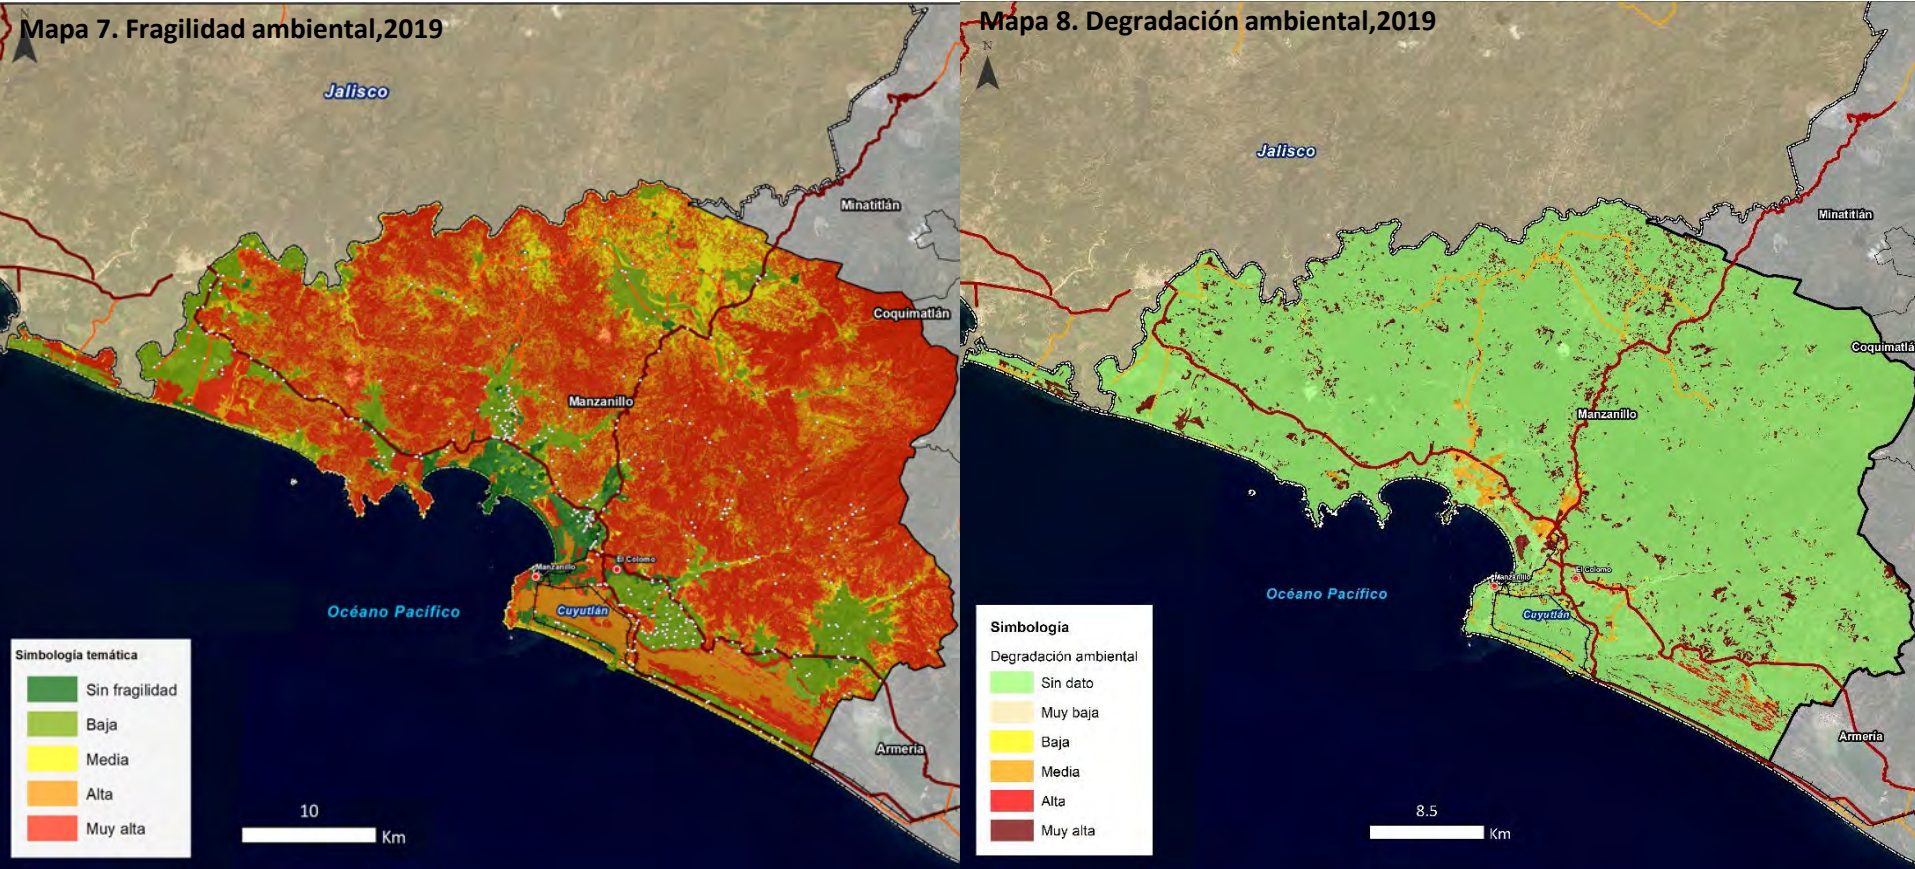 Mapa 7. Fragilidad ambiental,2019
N
Jalisco
Minatitlán
Coquimatlán
Manzanillo
El Colomo
Manzanillo
Cuyutlán
Océano Pacífico
Armería
Simbología temática
Sin fragilidad
Baja
Media
Alta
Muy alta
10
Km
Mapa 8. Degradación ambiental,2019
N
Jalisco
Minatitlán
Coquimatlá
Manzanillo
El Colomo
Manzanillo
Cuyutlán
Océano Pacífico
Armería
Simbología
Degradación ambiental
Sin dato
Muy baja
Baja
Media
Alta
Muy alta
8.5
Km